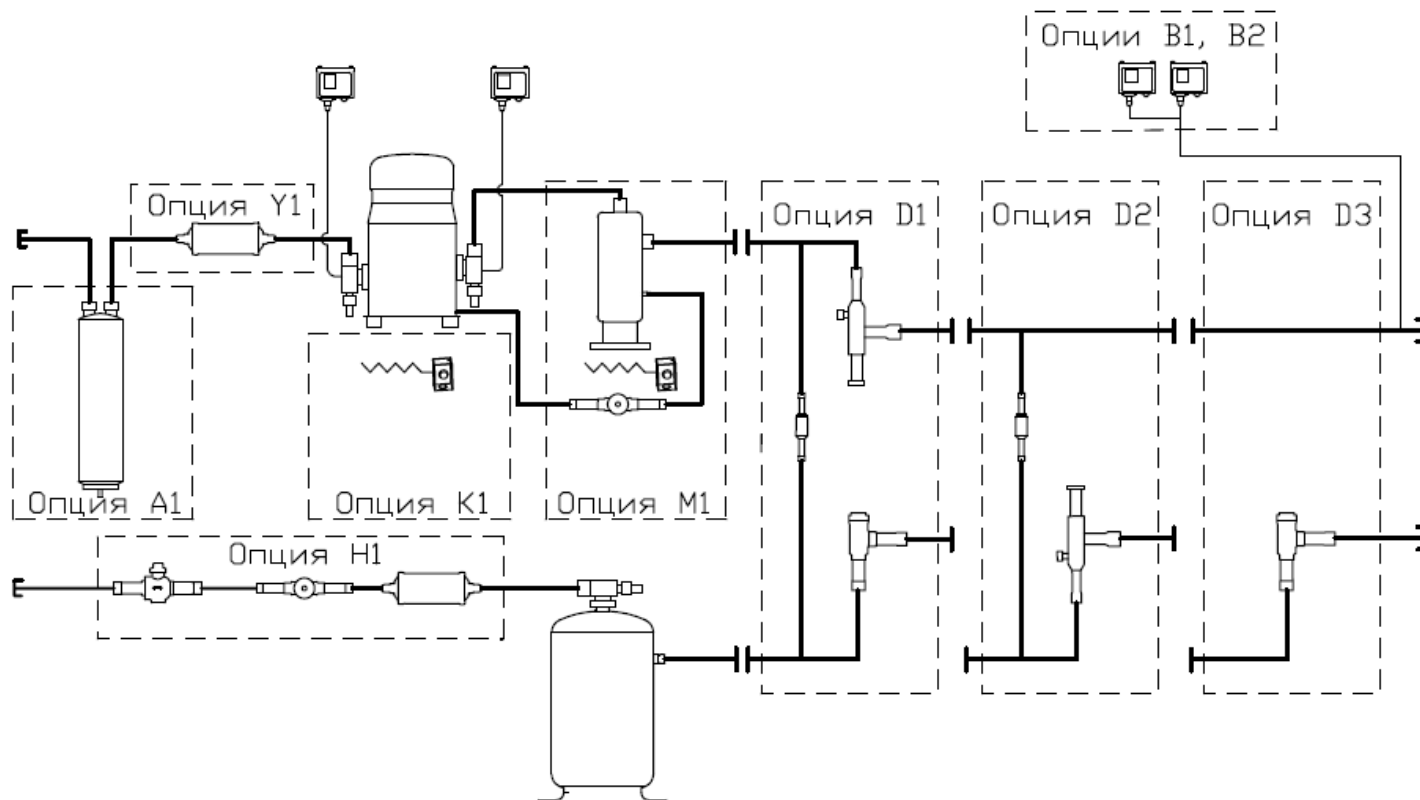 Опции B1, B2
Опция Y1
Опция D1
Опция D2
Опция D3
Опция A1
Опция K1
Опция M1
Опция H1